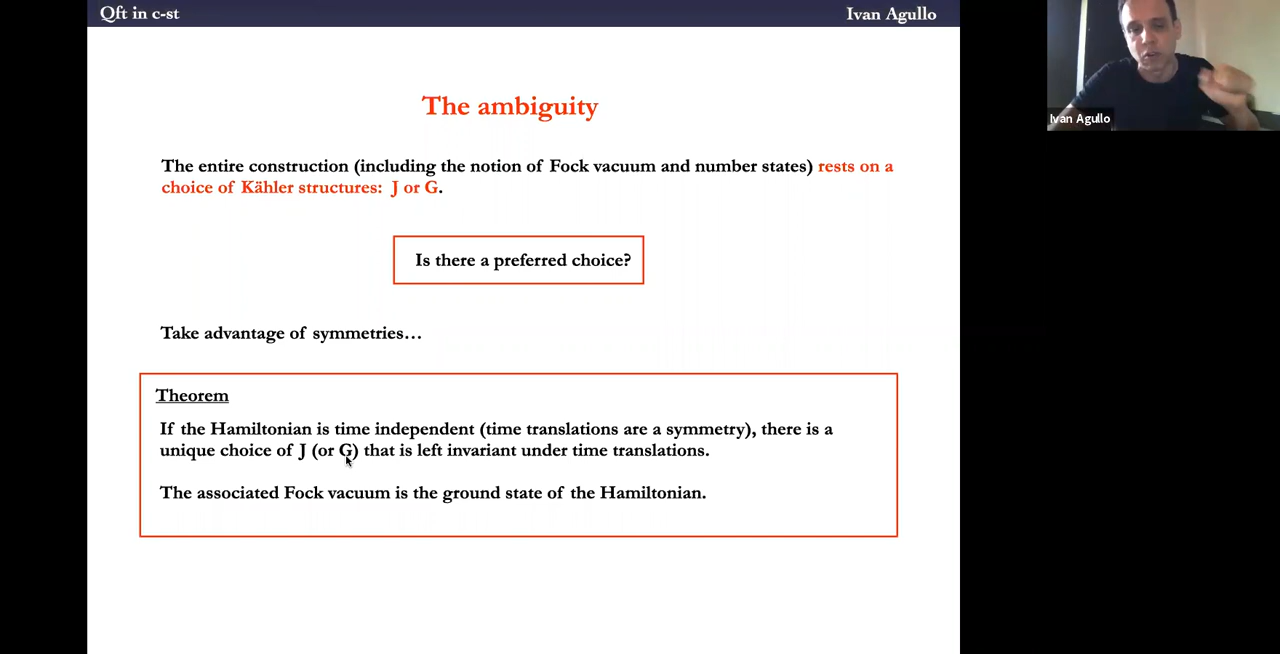 Qft in c-st
Ivan Agullo
The ambiguity
The entire construction (including the notion of Fock vacuum and number states) rests on a
choice of Kähler structures: J or G.
Is there a preferred choice?
Take advantage of symmetries…
Theorem
If the Hamiltonian is time independent (time translations are a symmetry), there is a
unique choice of J (or G) that is left invariant under time translations.
The associated Fock vacuum is the ground state of the Hamiltonian.
Ivan Agullo